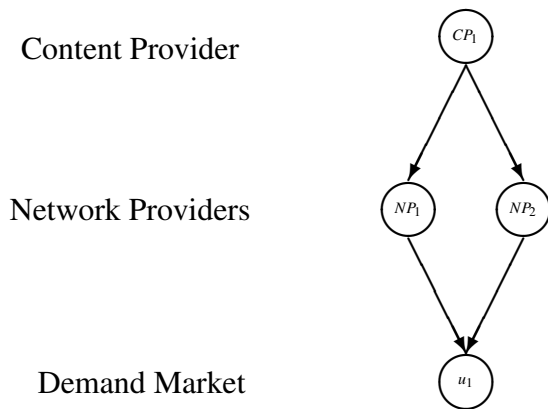 Content Provider
CP₁
Network Providers
NP₁
NP₂
Demand Market
u₁